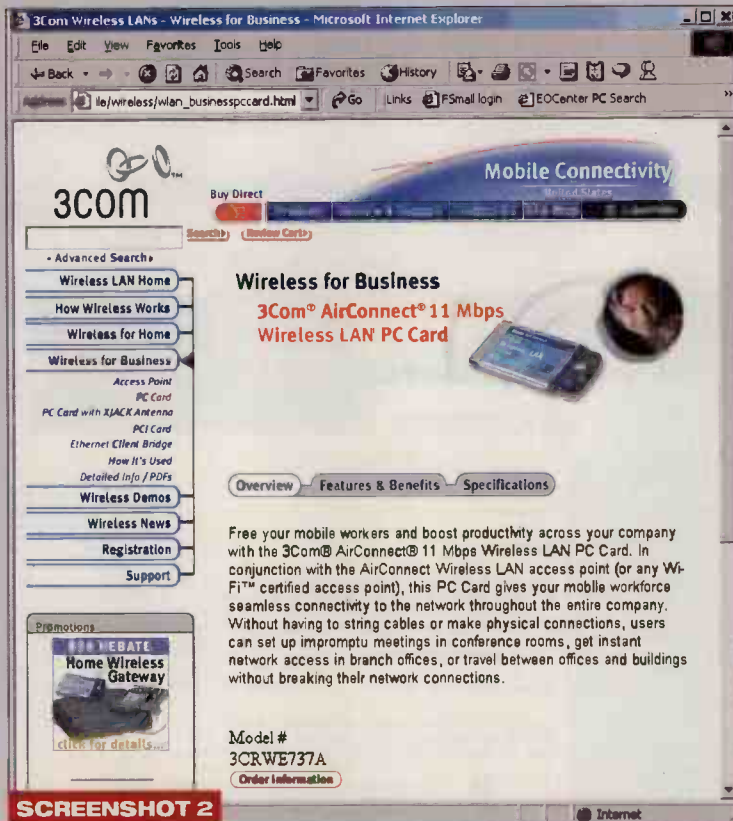 3Com Wireless LANs - Wireless for Business - Microsoft Internet Explorer
File Edit View Favorites Tools Help
Back Search Favorites History
Address ile/wireless/wlan_businesspccard.html Go Links FSmall login EOCenter PC Search »
3COM
TM
Buy Direct
Mobile Connectivity
United States
Search Review Cart
• Advanced Search
Wireless LAN Home
How Wireless Works
Wireless for Home
Wireless for Business
Access Point
PC Card
PC Card with XJACK Antenna
PCI Card
Ethernet Client Bridge
How It's Used
Detailed Info / PDFs
Wireless Demos
Wireless News
Registration
Support
Promotions
EBATE
Home Wireless
Gateway
click for details...
Wireless for Business
3Com® AirConnect® 11 Mbps
Wireless LAN PC Card
Overview Features & Benefits Specifications
Free your mobile workers and boost productivity across your company
with the 3Com® AirConnect® 11 Mbps Wireless LAN PC Card. In
conjunction with the AirConnect Wireless LAN access point (or any Wi-
Fi™ certified access point), this PC Card gives your mobile workforce
seamless connectivity to the network throughout the entire company.
Without having to string cables or make physical connections, users
can set up impromptu meetings in conference rooms, get instant
network access in branch offices, or travel between offices and buildings
without breaking their network connections.
Model #
3CRWE737A
Order Information
Internet
SCREENSHOT 2